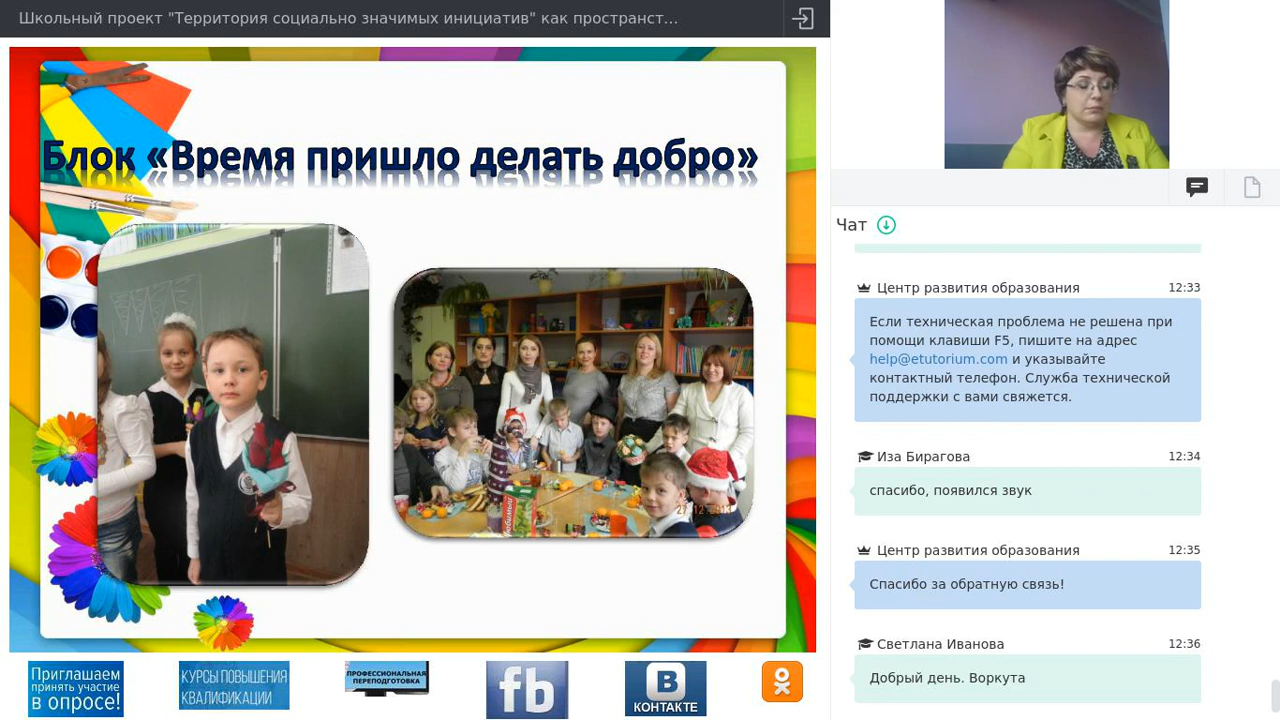 Школьный проект "Территория социально значимых инициатив" как пространст...
Блок «Время пришло делать добро»
Любимый
27.12.2013
Приглашаем
принять участие
в опросе!
КУРСЫ ПОВЫШЕНИЯ
КВАЛИФИКАЦИИ
ПРОФЕССИОНАЛЬНАЯ
ПЕРЕПОДГОТОВКА
fb
В
КОНТАКТЕ
Чат
Центр развития образования 12:33
Если техническая проблема не решена при
помощи клавиши F5, пишите на адрес
help@etutorium.com и указывайте
контактный телефон. Служба технической
поддержки с вами свяжется.
Иза Бирагова 12:34
спасибо, появился звук
Центр развития образования 12:35
Спасибо за обратную связь!
Светлана Иванова 12:36
Добрый день. Воркута